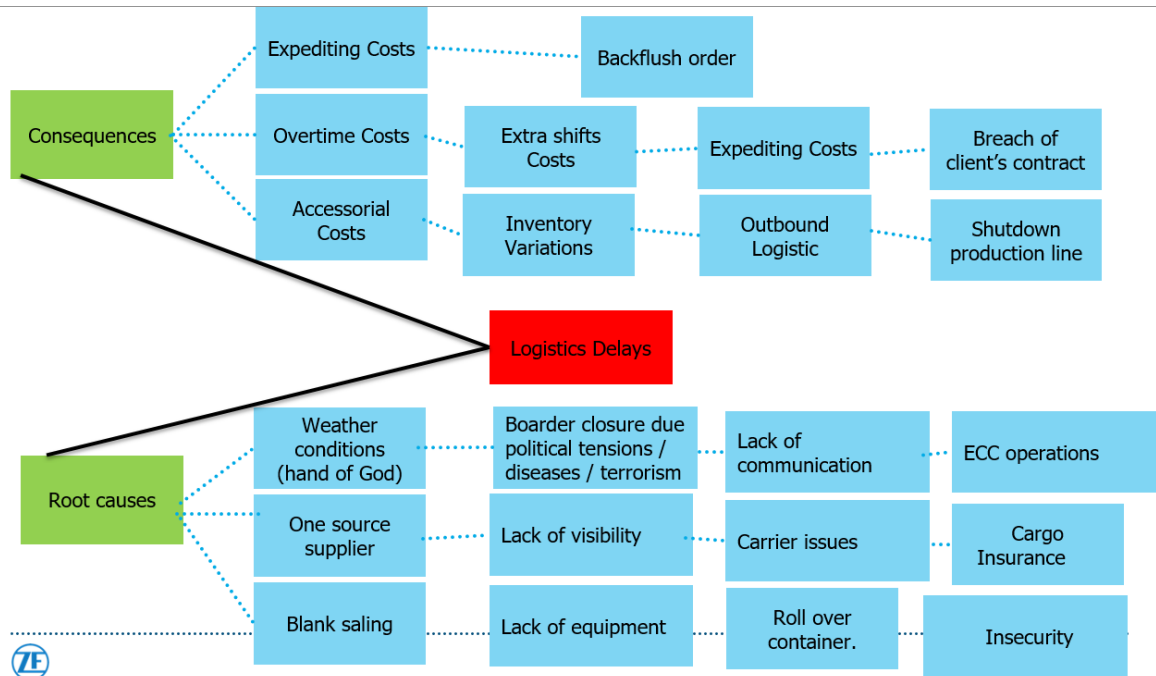 Expediting Costs
Backflush order
Consequences
Overtime Costs
Extra shifts
Costs
Expediting Costs
Breach of
client's contract
Accessorial
Costs
Inventory
Variations
Outbound
Logistic
Shutdown
production line
Logistics Delays
Root causes
Weather
conditions
(hand of God)
Boarder closure due
political tensions /
diseases / terrorism
Lack of
communication
ECC operations
One source
supplier
Lack of visibility
Carrier issues
Cargo
Insurance
Blank saling
Lack of equipment
Roll over
container.
Insecurity
ZF